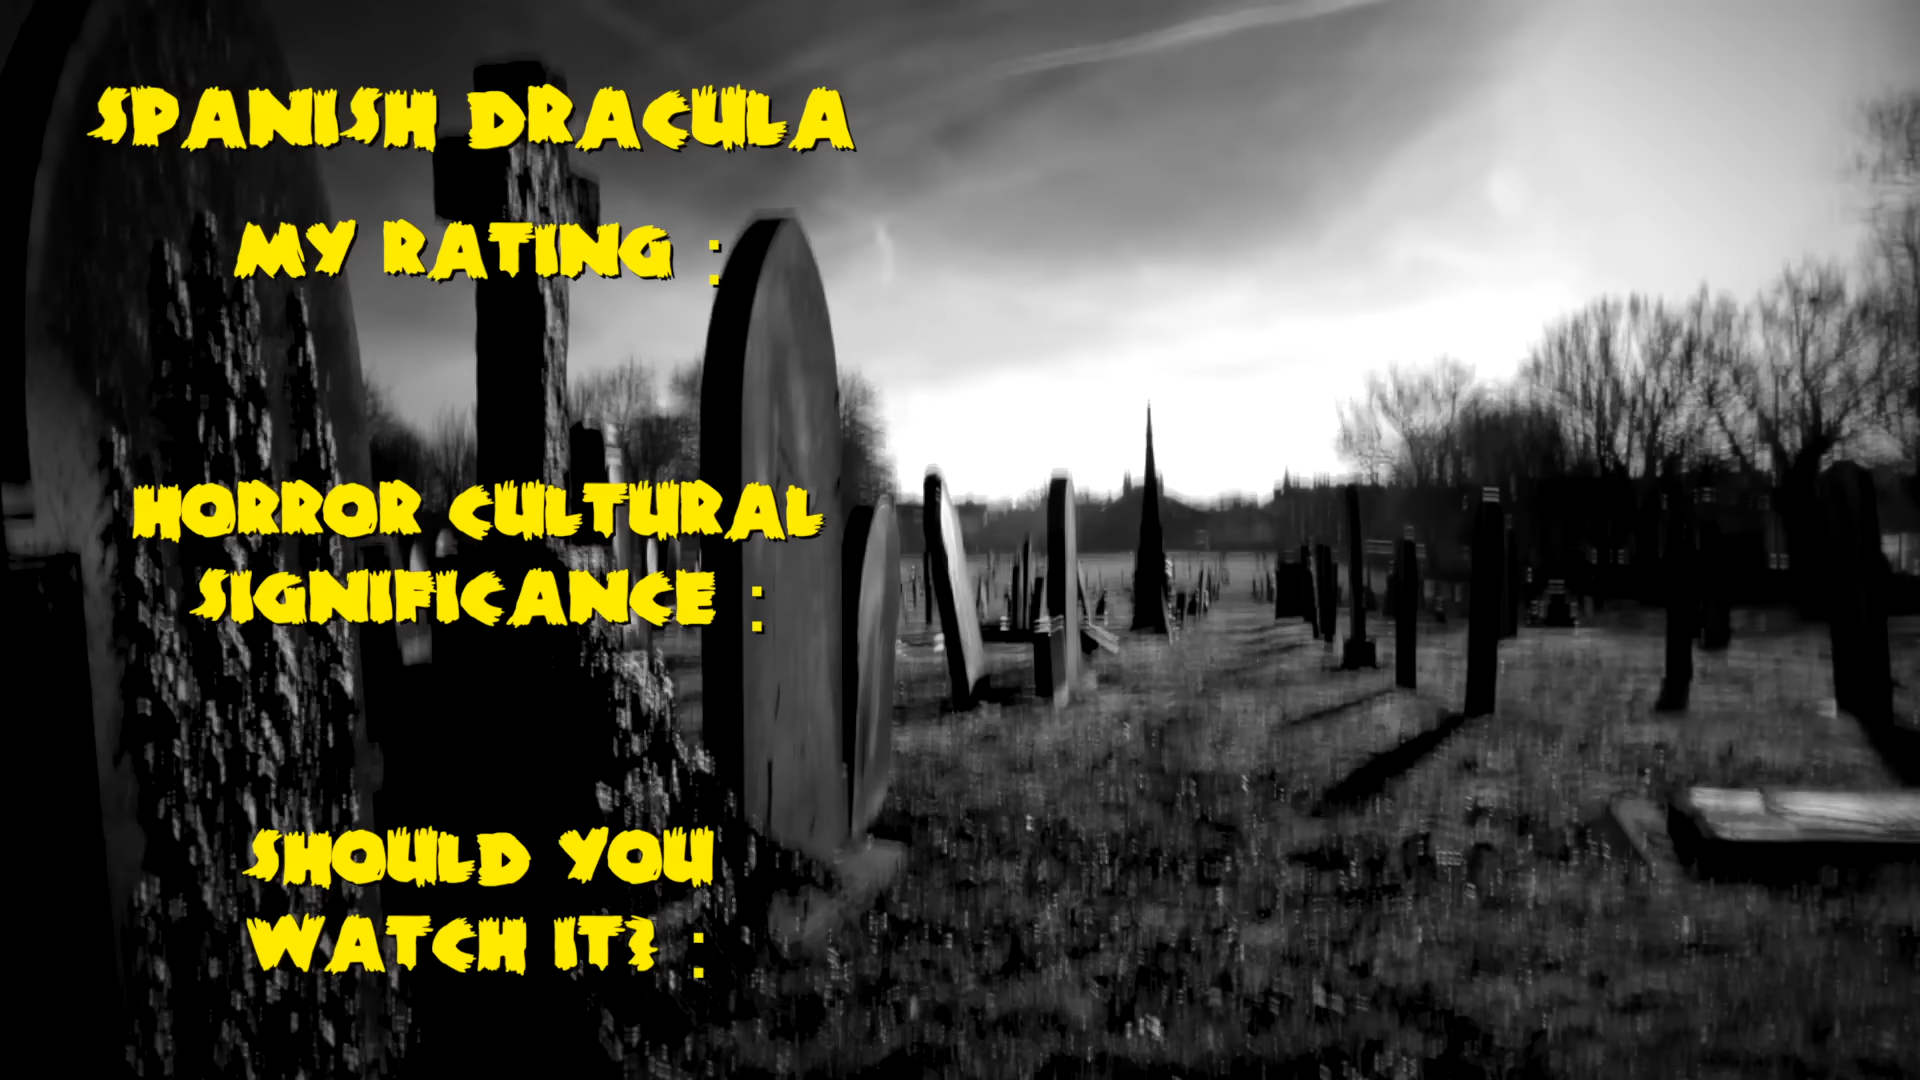 SPANISH DRACULA
MY RATING :
HORROR CULTURAL
SIGNIFICANCE :
SHOULD YOU
WATCH IT? :